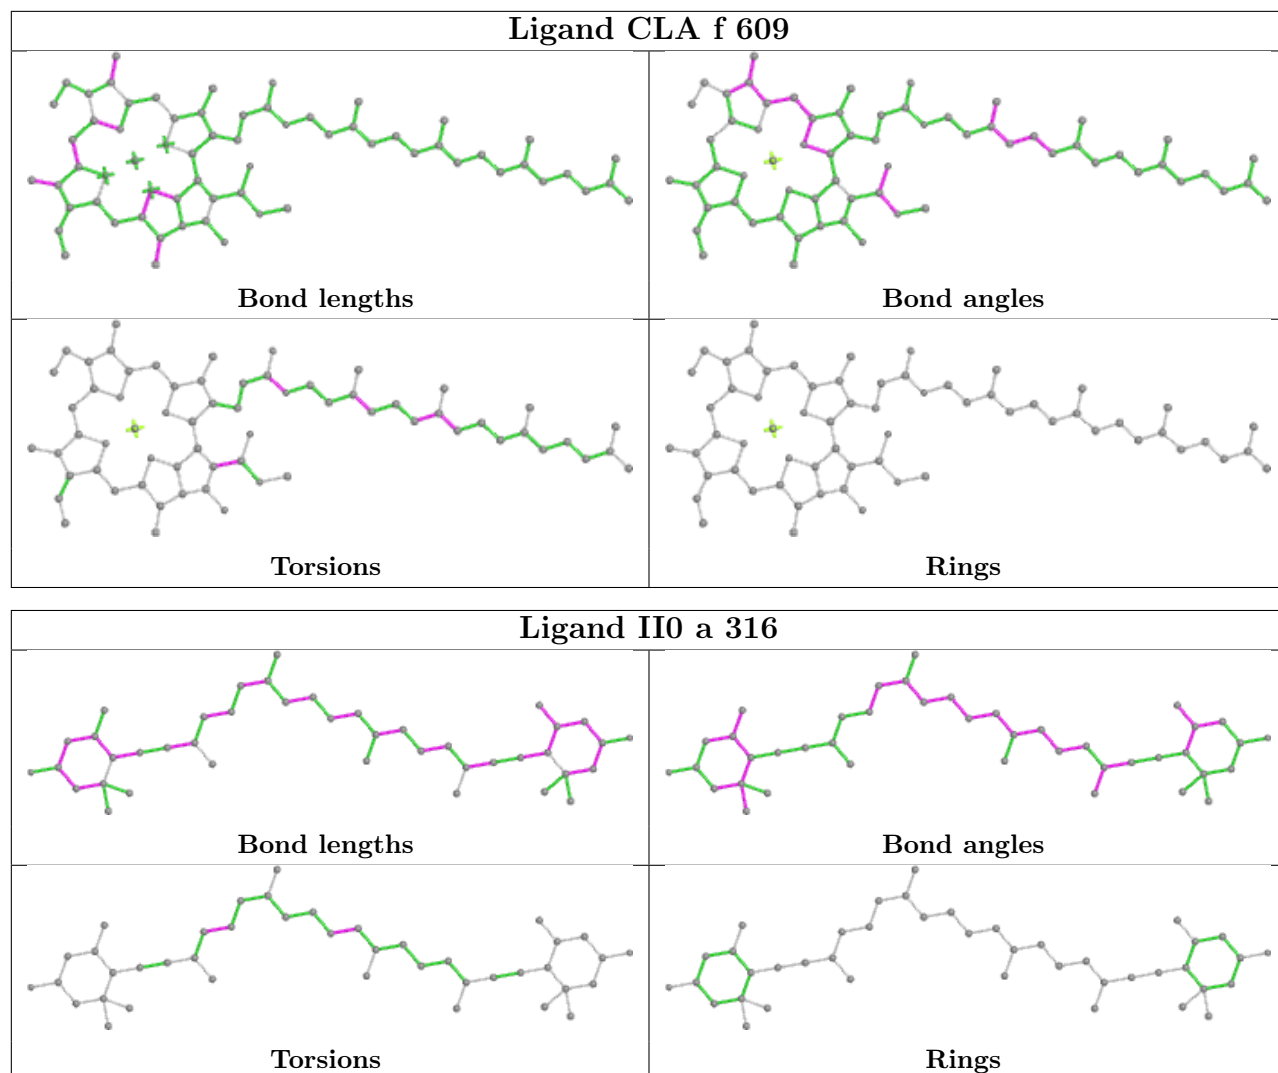 Ligand CLA f 609
Bond lengths
Bond angles
Torsions
Rings
Ligand II0 a 316
Bond lengths
Bond angles
Torsions
Rings